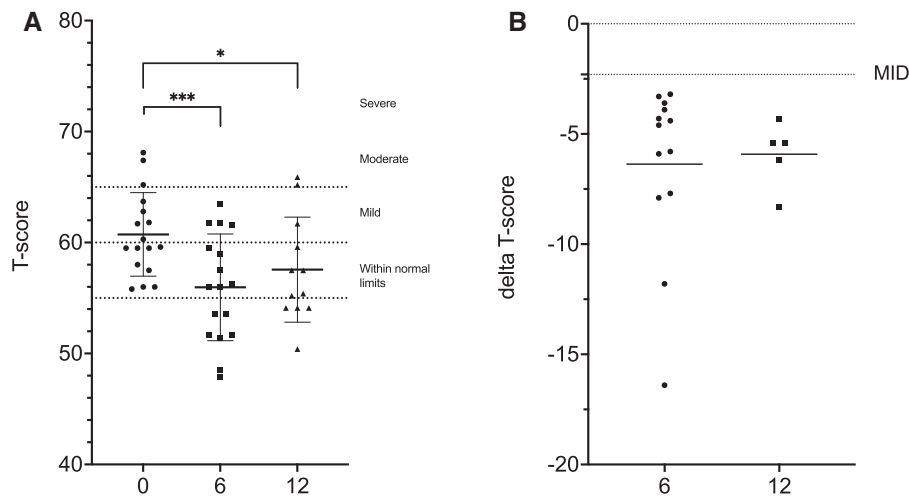 A
80
70
60
50
40
T-score
*
***
Severe
Moderate
Mild
Within normal
limits
0 6 12
B
0
-5
-10
-15
-20
delta T-score
MID
6 12